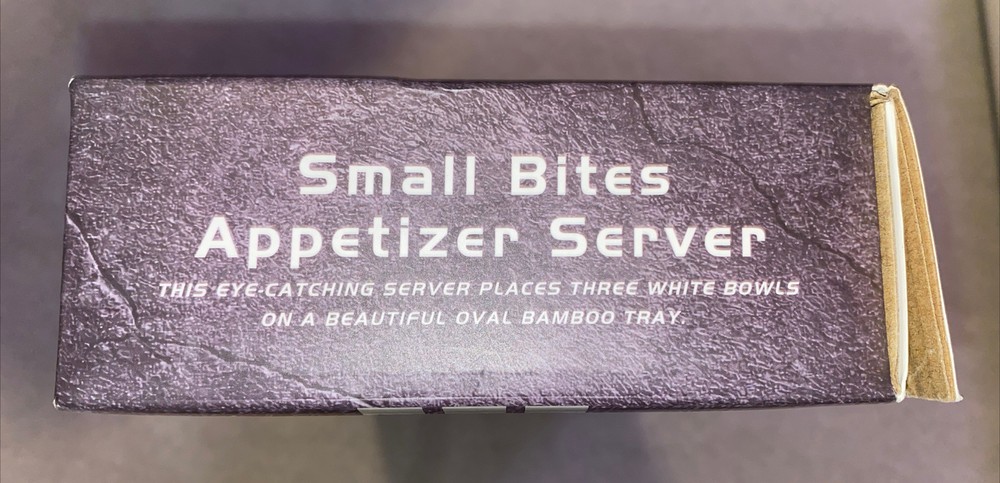 Small Bites
Appetizer Server
THIS EYE-CATCHING SERVER PLACES THREE WHITE BOWLS
ON A BEAUTIFUL OVAL BAMBOO TRAY.